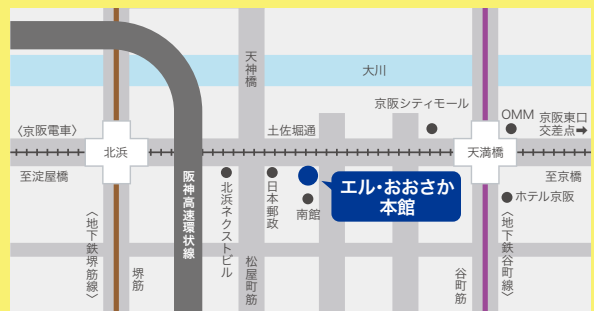 天神橋
大川
京阪シティモール
OMM
京阪東口
交差点➡
〈京阪電車〉
土佐堀通
北浜
天満橋
至淀屋橋
至京橋
阪神高速環状線
北浜ネクストビル
日本郵政
南館
エル・おおさか
本館
ホテル京阪
〈地下鉄堺筋線〉
堺筋
松屋町筋
谷町筋
〈地下鉄谷町線〉